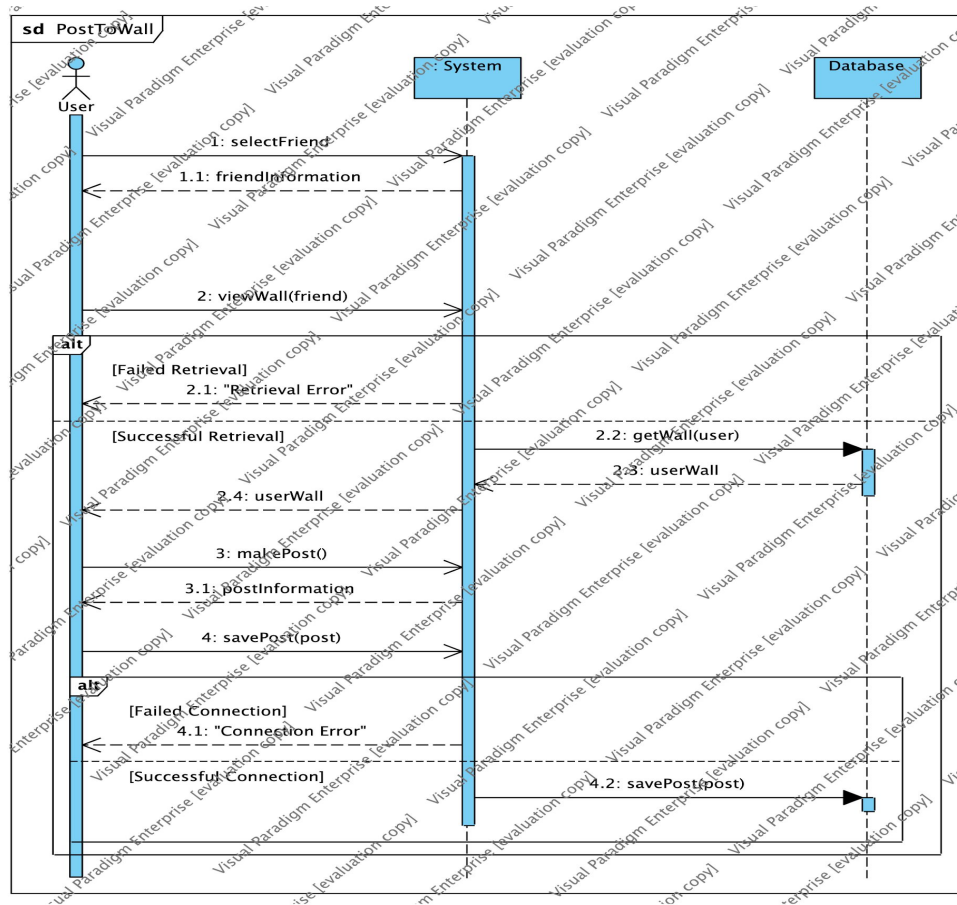 sd PostToWall
: System
Database
User
1: selectFriend
1.1: friendInformation
2: viewWall(friend)
alt
[Failed Retrieval]
2.1: "Retrieval Error"
[Successful Retrieval]
2.2: getWall(user)
2.3: userWall
2.4: userWall
3: makePost()
3.1: postInformation
4: savePost(post)
alt
[Failed Connection]
4.1: "Connection Error"
[Successful Connection]
4.2: savePost(post)
Visual Paradigm Enterprise [evaluation copy]